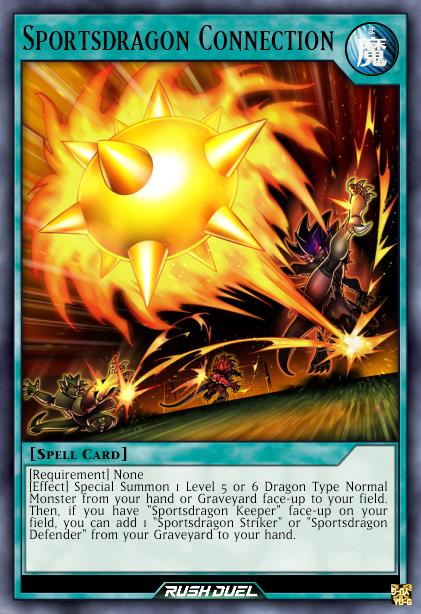 SPORTSDRAGON CONNECTION
ま
魔
[SPELL CARD]
[Requirement] None
[Effect] Special Summon 1 Level 5 or 6 Dragon Type Normal
Monster from your hand or Graveyard face-up to your field.
Then, if you have "Sportsdragon Keeper" face-up on your
field, you can add 1 "Sportsdragon Striker" or "Sportsdragon
Defender" from your Graveyard to your hand.
RUSH DUEL